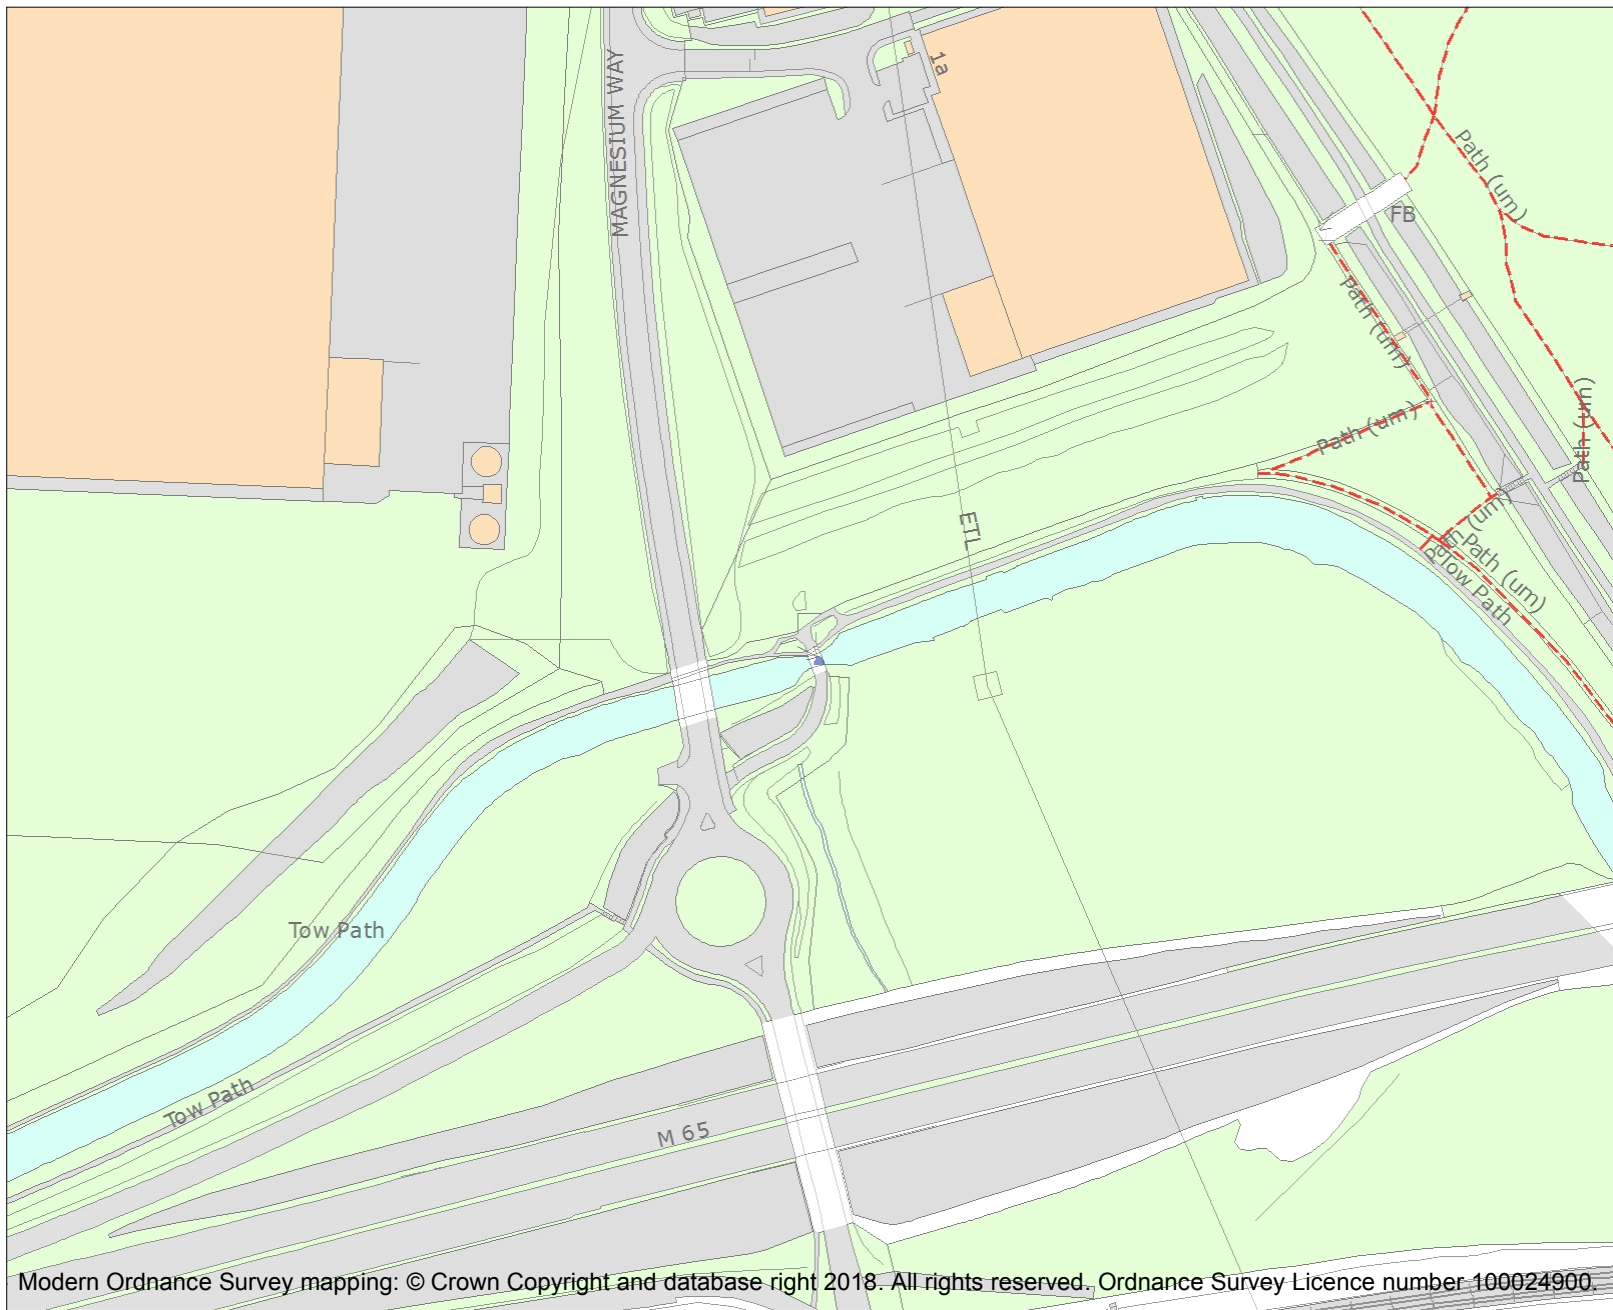 MAGNESIUM WAY
1a
Path (um)
FB
Path (um)
Path (um)
Path (um)
ETL
Path (um)
Tow Path
Tow Path
Tow Path
M 65
Modern Ordnance Survey mapping: © Crown Copyright and database right 2018. All rights reserved. Ordnance Survey Licence number 100024900.